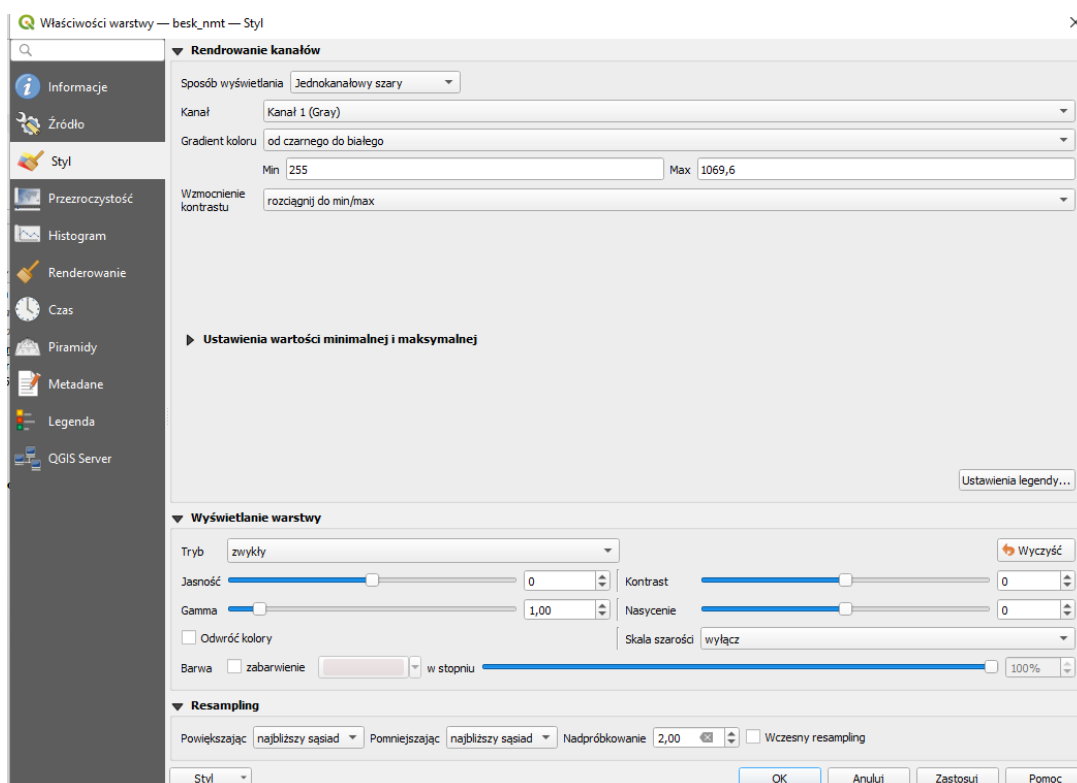 Właściwości warstwy — besk_nmt — Styl
Informacje
Źródło
Styl
Przezroczystość
Histogram
Renderowanie
Czas
Piramidy
Metadane
Legenda
QGIS Server
Rendrowanie kanałów
Sposób wyświetlania Jednokanałowy szary
Kanał Kanał 1 (Gray)
Gradient koloru od czarnego do białego
Min 255 Max 1069,6
Wzmocnienie
kontrastu rozciągnij do min/max
Ustawienia wartości minimalnej i maksymalnej
Ustawienia legendy...
Wyświetlanie warstwy
Tryb zwykły Wyczyść
Jasność 0 Kontrast 0
Gamma 1,00 Nasycenie 0
Odwróć kolory Skala szarości wyłącz
Barwa zabarwienie w stopniu 100%
Resampling
Powiększając najbliższy sąsiad Pomniejszając najbliższy sąsiad Nadpróbkowanie 2,00 Wczesny resampling
Styl OK Anuluj Zastosuj Pomoc